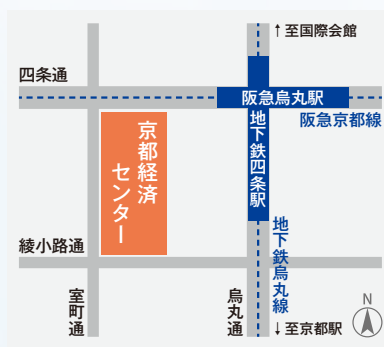 ↑至国際会館
四条通
阪急烏丸駅
阪急京都線
地下鉄四条駅
京都経済
センター
綾小路通
地下鉄烏丸線
室町通
烏丸通
↓至京都駅
N